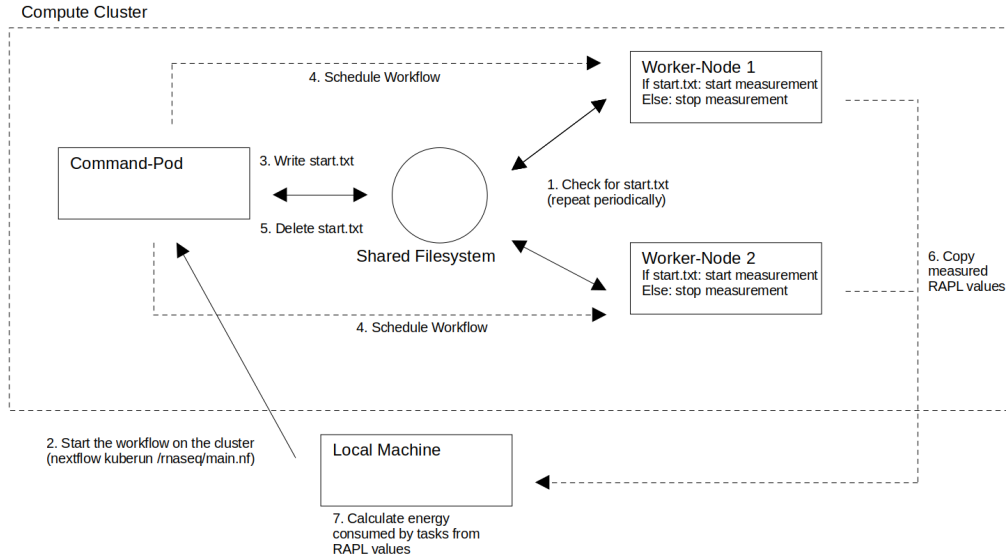 Compute Cluster
4. Schedule Workflow
Worker-Node 1
If start.txt: start measurement
Else: stop measurement
Command-Pod
3. Write start.txt
5. Delete start.txt
Shared Filesystem
1. Check for start.txt
(repeat periodically)
Worker-Node 2
If start.txt: start measurement
Else: stop measurement
6. Copy
measured
RAPL values
4. Schedule Workflow
2. Start the workflow on the cluster
(nextflow kuberun /rnaseq/main.nf)
Local Machine
7. Calculate energy
consumed by tasks from
RAPL values